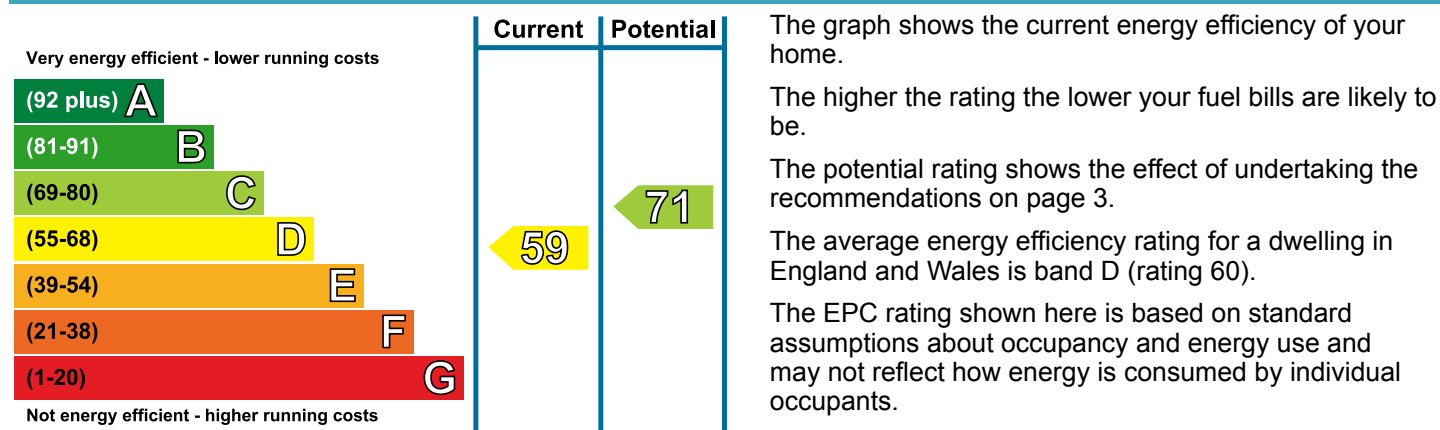 Current Potential
Very energy efficient - lower running costs
(92 plus) A
(81-91) B
(69-80) C
71
(55-68) D
59
(39-54) E
(21-38) F
(1-20) G
Not energy efficient - higher running costs
The graph shows the current energy efficiency of your
home.
The higher the rating the lower your fuel bills are likely to
be.
The potential rating shows the effect of undertaking the
recommendations on page 3.
The average energy efficiency rating for a dwelling in
England and Wales is band D (rating 60).
The EPC rating shown here is based on standard
assumptions about occupancy and energy use and
may not reflect how energy is consumed by individual
occupants.